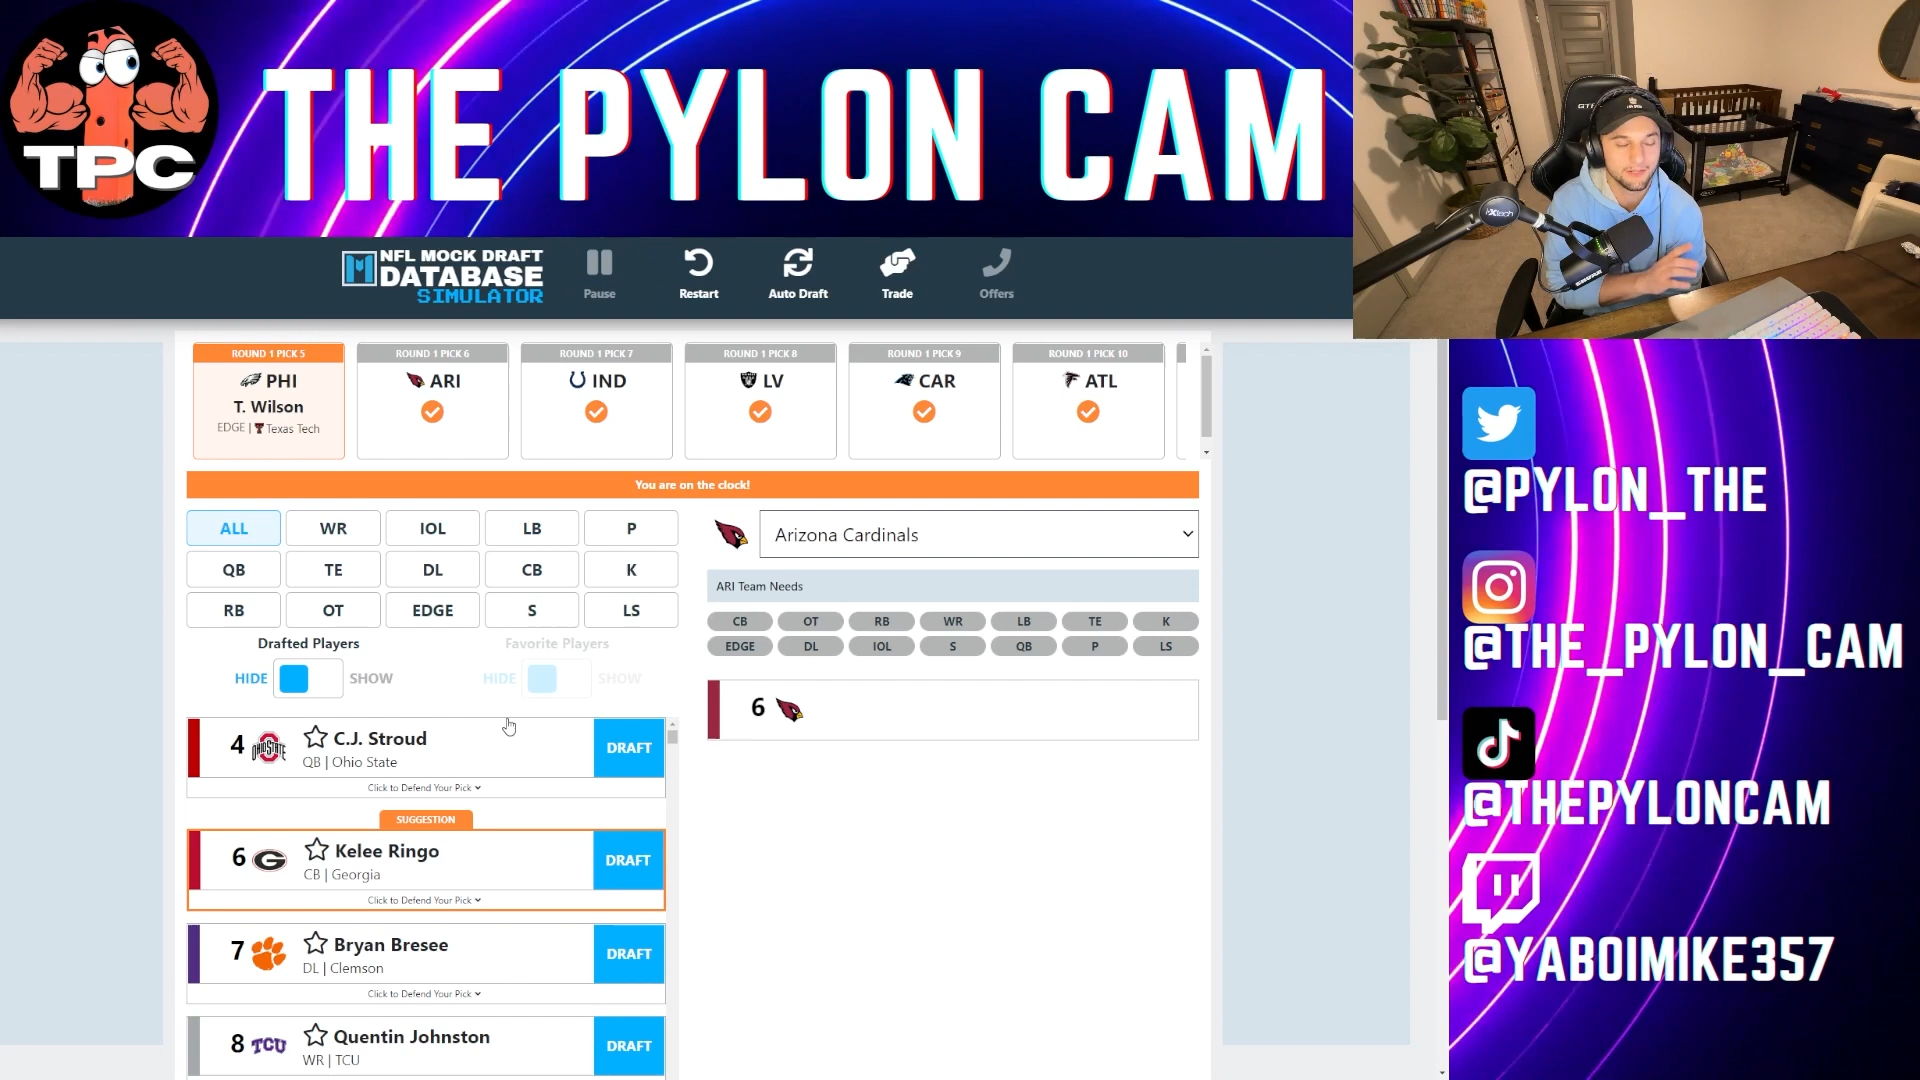 TPC
THE PYLON CAM
NFL MOCK DRAFT
DATABASE
SIMULATOR
Pause
Restart
Auto Draft
Trade
Offers
ROUND 1 PICK 5
PHI
T. Wilson
EDGE | Texas Tech
ROUND 1 PICK 6
ARI
ROUND 1 PICK 7
IND
ROUND 1 PICK 8
LV
ROUND 1 PICK 9
CAR
ROUND 1 PICK 10
ATL
You are on the clock!
ALL WR IOL LB P
QB TE DL CB K
RB OT EDGE S LS
Drafted Players
HIDE SHOW
Favorite Players
HIDE SHOW
4 OHIO STATE C.J. Stroud DRAFT
QB | Ohio State
Click to Defend Your Pick
SUGGESTION
6 G Kelee Ringo DRAFT
CB | Georgia
Click to Defend Your Pick
7 Bryan Bresee DRAFT
DL | Clemson
Click to Defend Your Pick
8 TCU Quentin Johnston DRAFT
WR | TCU
Arizona Cardinals
ARI Team Needs
CB OT RB WR LB TE K
EDGE DL IOL S QB P LS
6
@PYLON_THE
@THE_PYLON_CAM
@THEPYLONCAM
@YABOIMIKE357